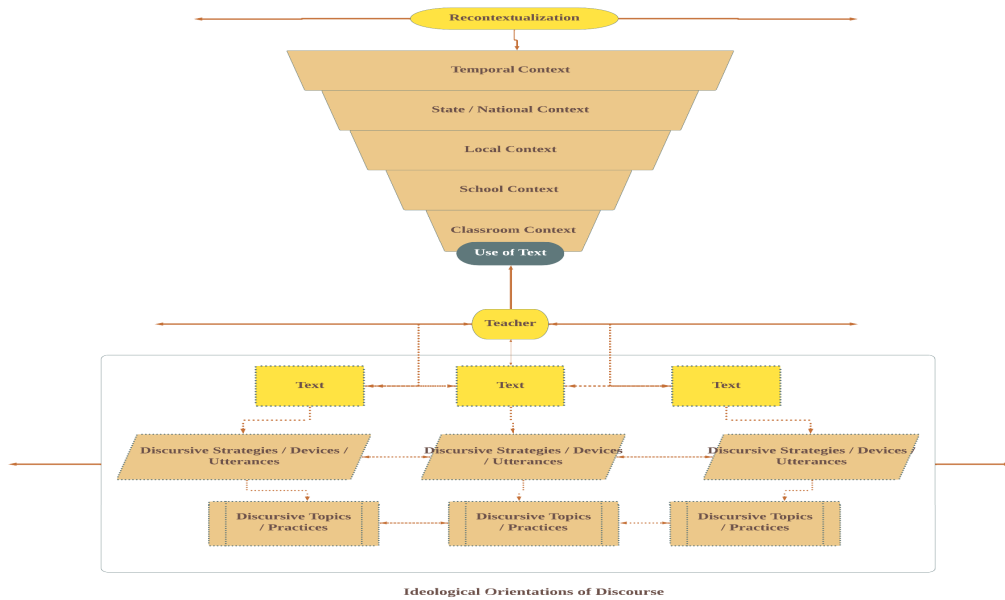 Recontextualization
Temporal Context
State / National Context
Local Context
School Context
Classroom Context
Use of Text
Teacher
Text
Text
Text
Discursive Strategies / Devices /
Utterances
Discursive Strategies / Devices
/ Utterances
Discursive Strategies / Devices /
Utterances
Discursive Topics
/ Practices
Discursive Topics
/ Practices
Discursive Topics
/ Practices
Ideological Orientations of Discourse